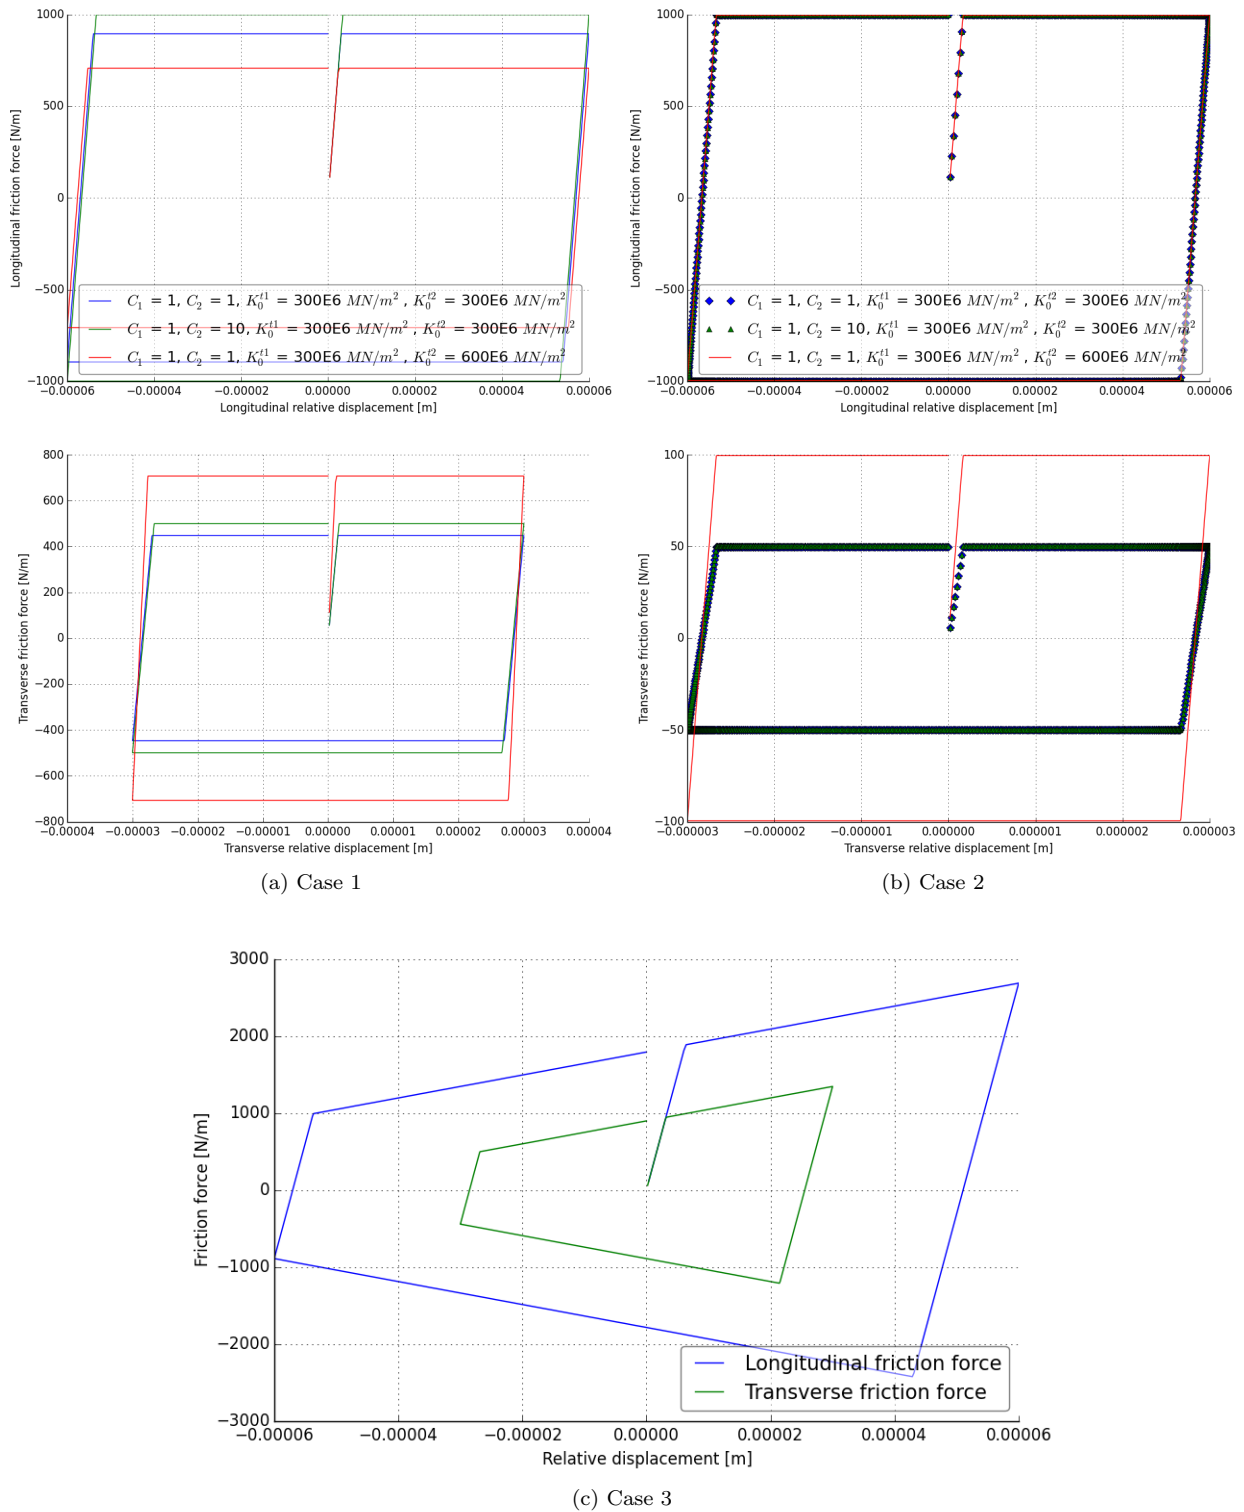 1000
500
0
−500
−1000
Longitudinal friction force [N/m]
C₁ = 1, C₂ = 1, K₀ᵗ¹ = 300E6 MN/m² , K₀ᵗ² = 300E6 MN/m²
C₁ = 1, C₂ = 10, K₀ᵗ¹ = 300E6 MN/m² , K₀ᵗ² = 300E6 MN/m²
C₁ = 1, C₂ = 1, K₀ᵗ¹ = 300E6 MN/m² , K₀ᵗ² = 600E6 MN/m²
−0.00006 −0.00004 −0.00002 0.00000 0.00002 0.00004 0.00006
Longitudinal relative displacement [m]
1000
500
0
−500
−1000
Longitudinal friction force [N/m]
C₁ = 1, C₂ = 1, K₀ᵗ¹ = 300E6 MN/m² , K₀ᵗ² = 300E6 MN/m²
C₁ = 1, C₂ = 10, K₀ᵗ¹ = 300E6 MN/m² , K₀ᵗ² = 300E6 MN/m²
C₁ = 1, C₂ = 1, K₀ᵗ¹ = 300E6 MN/m² , K₀ᵗ² = 600E6 MN/m²
−0.00006 −0.00004 −0.00002 0.00000 0.00002 0.00004 0.00006
Longitudinal relative displacement [m]
800
600
400
200
0
−200
−400
−600
−800
Transverse friction force [N/m]
−0.00004 −0.00003 −0.00002 −0.00001 0.00000 0.00001 0.00002 0.00003 0.00004
Transverse relative displacement [m]
(a) Case 1
100
50
0
−50
−100
Transverse friction force [N/m]
−0.000003 −0.000002 −0.000001 0.000000 0.000001 0.000002 0.000003
Transverse relative displacement [m]
(b) Case 2
3000
2000
1000
0
−1000
−2000
−3000
Friction force [N/m]
Longitudinal friction force
Transverse friction force
−0.00006 −0.00004 −0.00002 0.00000 0.00002 0.00004 0.00006
Relative displacement [m]
(c) Case 3